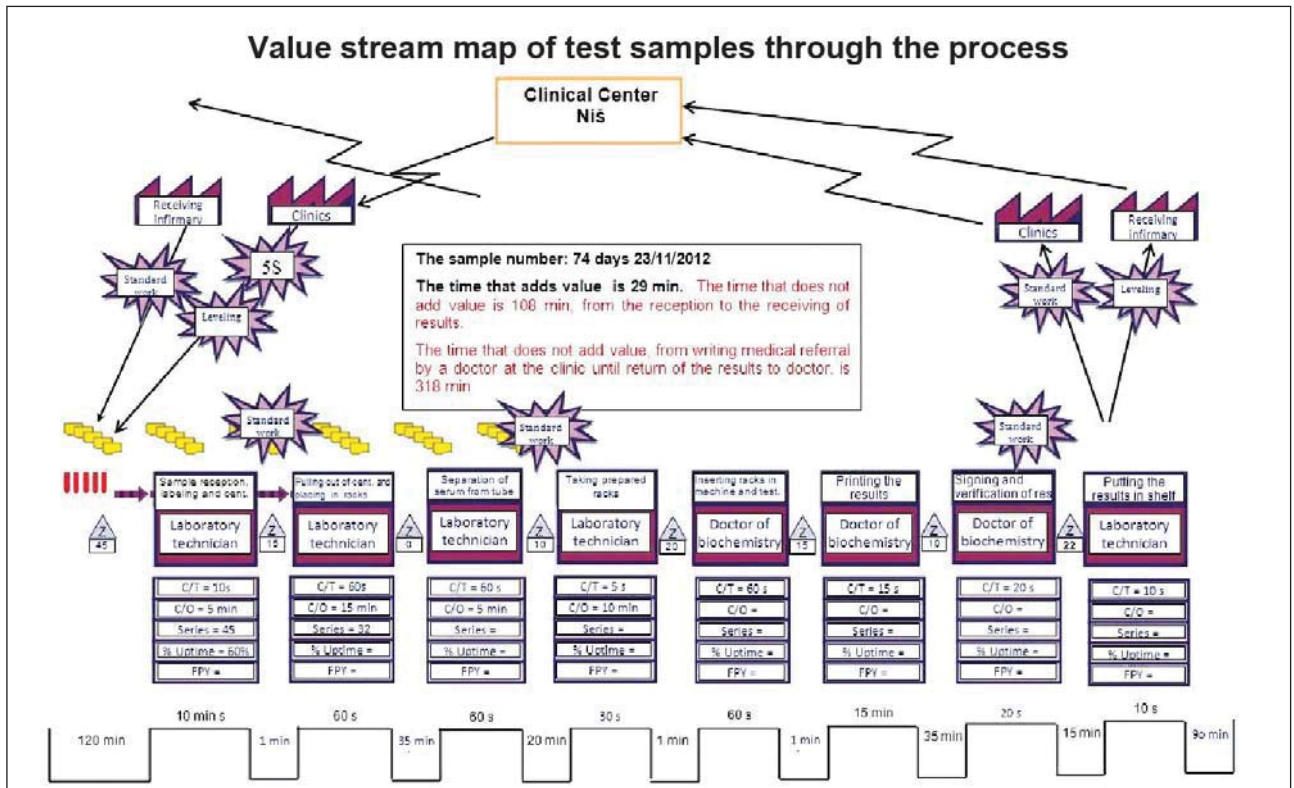 Value stream map of test samples through the process
Clinical Center
Niš
Receiving
infirmary
Clinics
Clinics
Receiving
infirmary
Standard
work
5S
Leveling
Standard
work
Leveling
The sample number: 74 days 23/11/2012
The time that adds value is 29 min. The time that does not
add value is 108 min, from the reception to the receiving of
results.
The time that does not add value, from writing medical referral
by a doctor at the clinic until return of the results to doctor, is
318 min
Standard
work
Standard
work
Standard
work
Sample reception,
labeling and cent.
Laboratory
technician
Pulling out of cent. and
placing in racks
Laboratory
technician
Separation of
serum from tube
Laboratory
technician
Taking prepared
racks
Laboratory
technician
Inserting racks in
machine and test.
Doctor of
biochemistry
Printing the
results
Doctor of
biochemistry
Signing and
verification of res
Doctor of
biochemistry
Putting the
results in shelf
Laboratory
technician
Z
45
Z
15
Z
0
Z
10
Z
20
Z
15
Z
10
Z
22
C/T = 10s
C/O = 5 min
Series = 45
% Uptime = 60%
FPY =
C/T = 60s
C/O = 15 min
Series = 32
% Uptime =
FPY =
C/T = 60 s
C/O = 5 min
Series =
% Uptime =
FPY =
C/T = 5 s
C/O = 10 min
Series =
% Uptime =
FPY =
C/T = 60 s
C/O =
Series =
% Uptime =
FPY =
C/T = 15 s
C/O =
Series =
% Uptime =
FPY =
C/T = 20 s
C/O =
Series =
% Uptime =
FPY =
C/T = 10 s
C/O =
Series =
% Uptime =
FPY =
120 min
10 min s
1 min
60 s
35 min
60 s
20 min
30 s
1 min
60 s
1 min
15 min
35 min
20 s
15 min
10 s
90 min